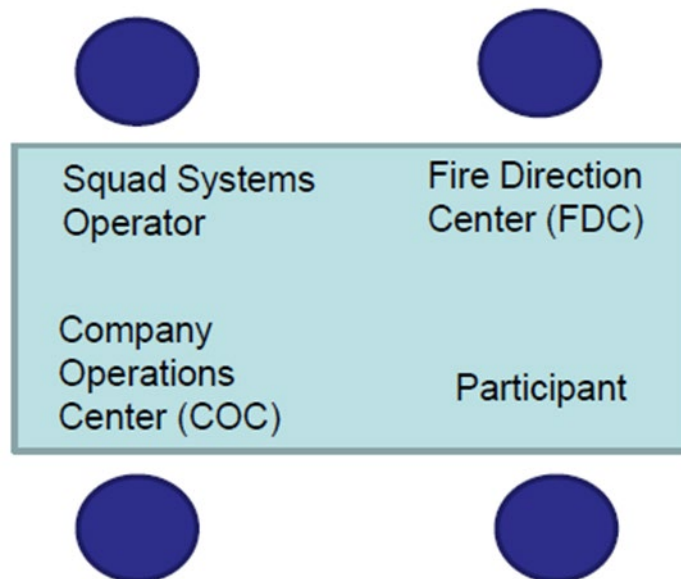 Squad Systems
Operator
Fire Direction
Center (FDC)
Company
Operations
Center (COC)
Participant